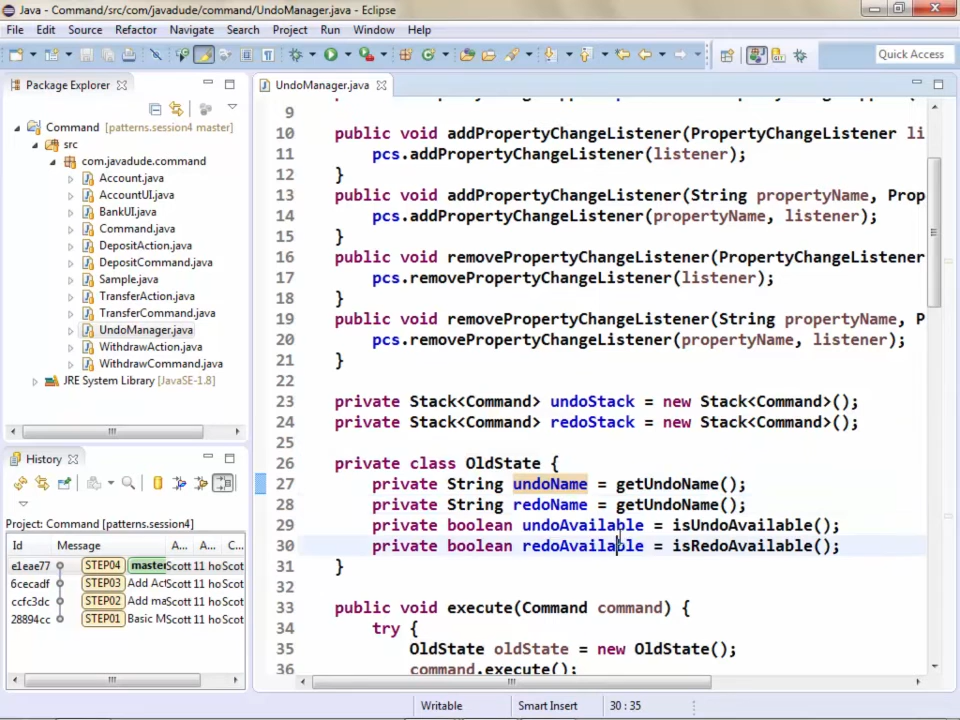 Java - Command/src/com/javadude/command/UndoManager.java - Eclipse
File Edit Source Refactor Navigate Search Project Run Window Help
Quick Access
Package Explorer
Command [patterns.session4 master]
src
com.javadude.command
Account.java
AccountUI.java
BankUI.java
Command.java
DepositAction.java
DepositCommand.java
Sample.java
TransferAction.java
TransferCommand.java
UndoManager.java
WithdrawAction.java
WithdrawCommand.java
JRE System Library [JavaSE-1.8]
History
Project: Command [patterns.session4]
Id Message A... A... C...
e1eae77 STEP04 master Scott 11 ho Scot
6cecadf STEP03 Add Act Scott 11 ho Scot
ccfc3dc STEP02 Add ma Scott 11 ho Scot
28894cc STEP01 Basic M Scott 11 ho Scot
UndoManager.java
9
10 public void addPropertyChangeListener(PropertyChangeListener li
11 pcs.addPropertyChangeListener(listener);
12 }
13 public void addPropertyChangeListener(String propertyName, Prop
14 pcs.addPropertyChangeListener(propertyName, listener);
15 }
16 public void removePropertyChangeListener(PropertyChangeListener
17 pcs.removePropertyChangeListener(listener);
18 }
19 public void removePropertyChangeListener(String propertyName, P
20 pcs.removePropertyChangeListener(propertyName, listener);
21 }
22
23 private Stack<Command> undoStack = new Stack<Command>();
24 private Stack<Command> redoStack = new Stack<Command>();
25
26 private class OldState {
27 private String undoName = getUndoName();
28 private String redoName = getUndoName();
29 private boolean undoAvailable = isUndoAvailable();
30 private boolean redoAvailable = isRedoAvailable();
31 }
32
33 public void execute(Command command) {
34 try {
35 OldState oldState = new OldState();
36 command.execute();
Writable Smart Insert 30 : 35